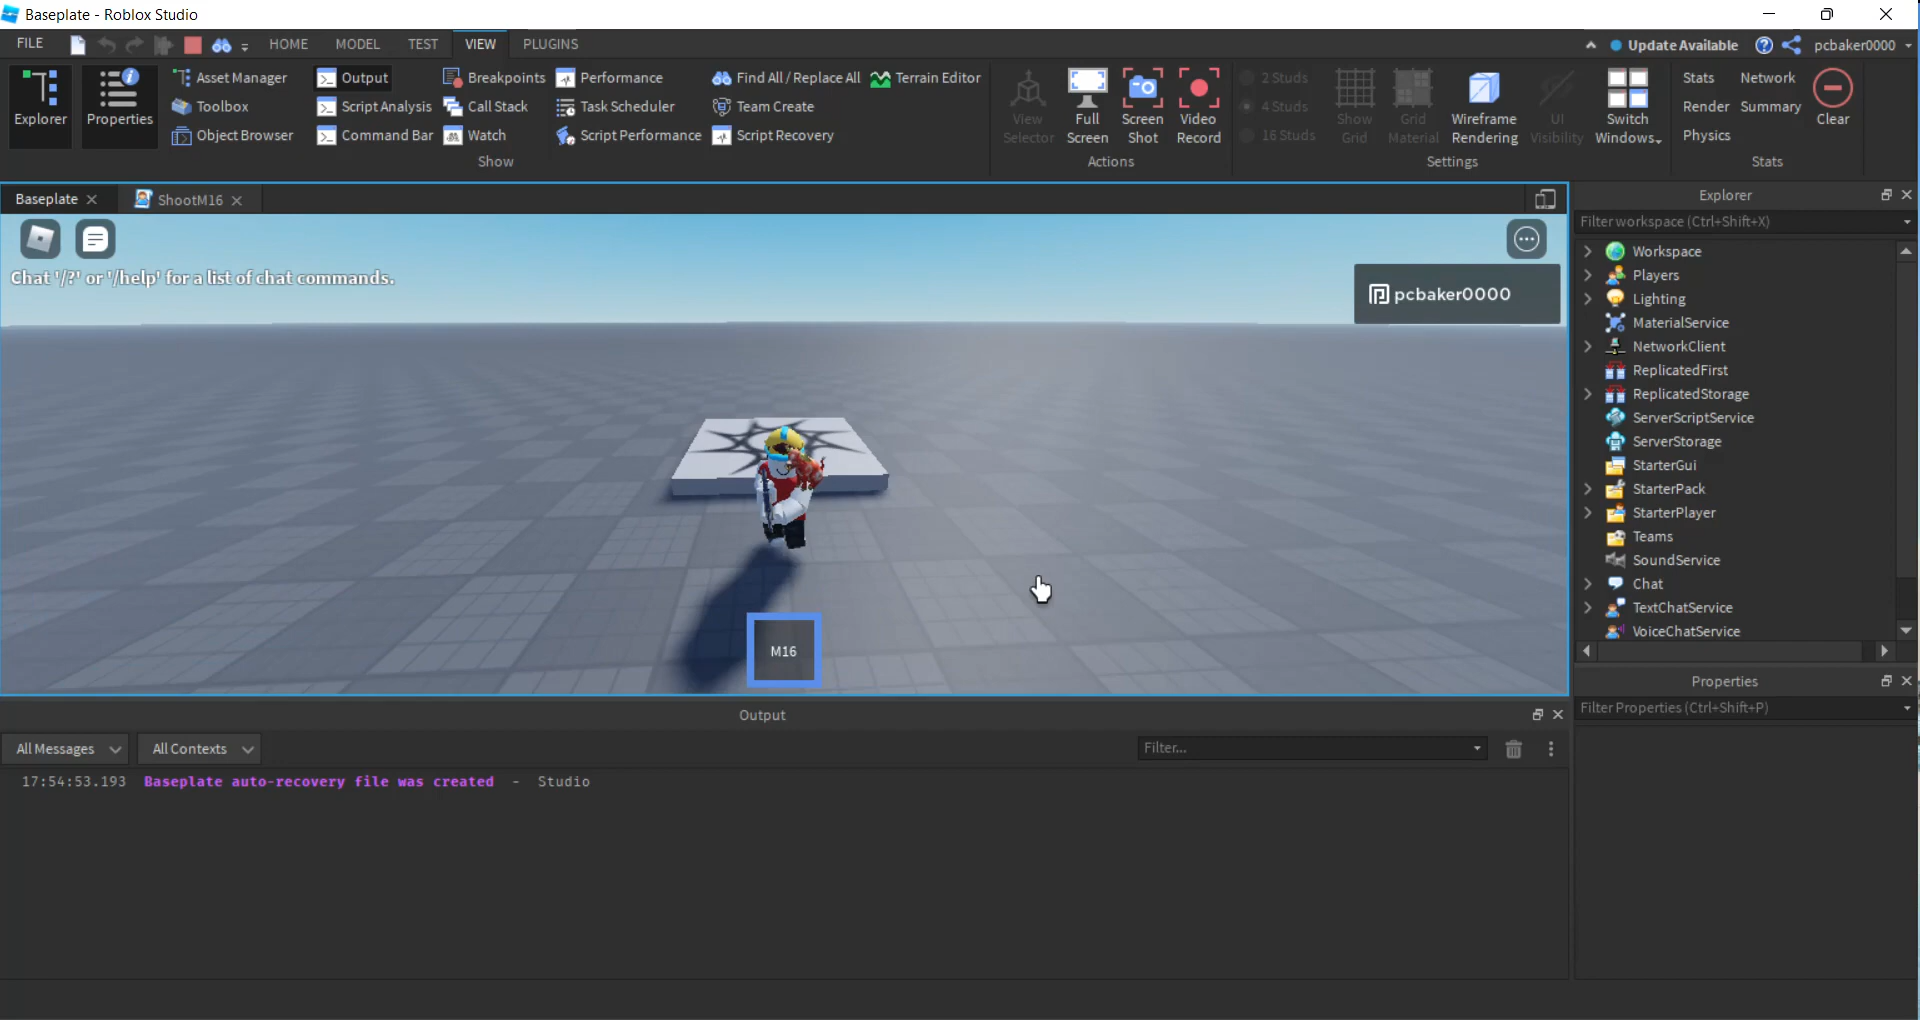 Baseplate - Roblox Studio
FILE HOME MODEL TEST VIEW PLUGINS Update Available pcbaker0000
Explorer
Properties
Asset Manager
Toolbox
Object Browser
Output
Script Analysis
Command Bar
Breakpoints
Call Stack
Watch
Performance
Task Scheduler
Script Performance
Find All / Replace All
Team Create
Script Recovery
Terrain Editor
Show
View
Selector
Full
Screen
Screen
Shot
Video
Record
Actions
2 Studs
4 Studs
16 Studs
Show
Grid
Grid
Material
Wireframe
Rendering
UI
Visibility
Switch
Windows
Settings
Stats
Network
Render
Summary
Physics
Clear
Stats
Baseplate
ShootM16
Chat '/?' or '/help' for a list of chat commands.
pcbaker0000
M16
Explorer
Filter workspace (Ctrl+Shift+X)
Workspace
Players
Lighting
MaterialService
NetworkClient
ReplicatedFirst
ReplicatedStorage
ServerScriptService
ServerStorage
StarterGui
StarterPack
StarterPlayer
Teams
SoundService
Chat
TextChatService
VoiceChatService
Properties
Filter Properties (Ctrl+Shift+P)
Output
All Messages
All Contexts
Filter...
17:54:53.193 Baseplate auto-recovery file was created - Studio